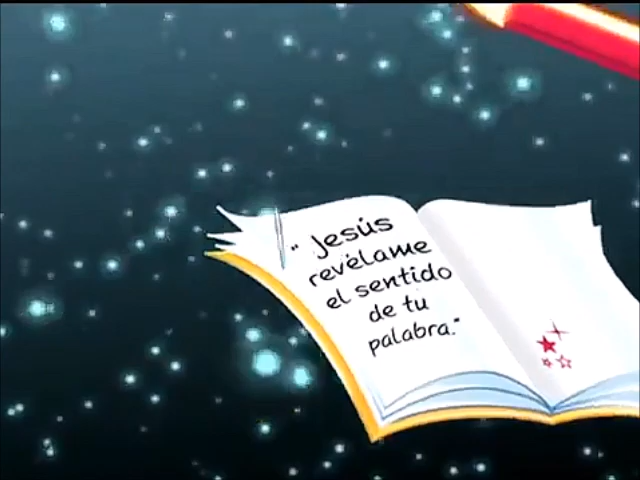 "Jesús
revélame
el sentido
de tu
palabra."